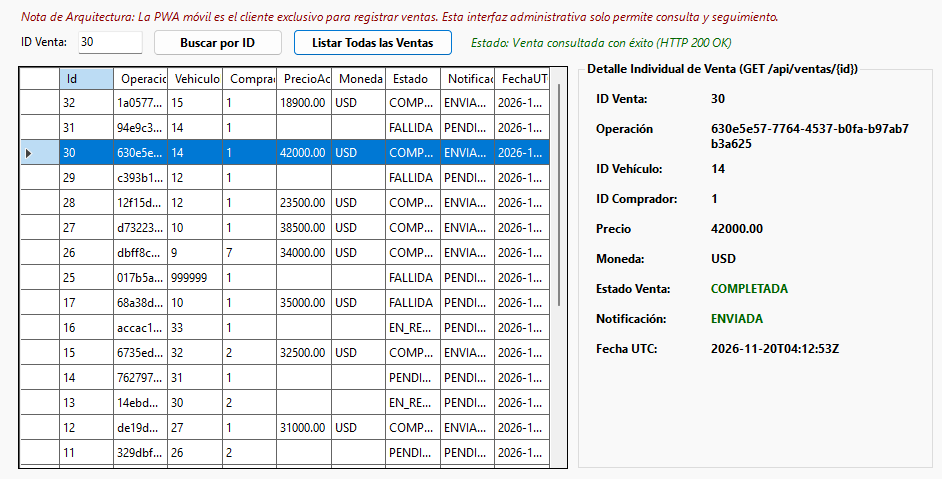 Nota de Arquitectura: La PWA móvil es el cliente exclusivo para registrar ventas. Esta interfaz administrativa solo permite consulta y seguimiento.
ID Venta: 30 Buscar por ID Listar Todas las Ventas Estado: Venta consultada con éxito (HTTP 200 OK)
Id Operacic Vehiculo Comprac PrecioAc Moneda Estado Notificac FechaUT
32 1a0577... 15 1 18900.00 USD COMP... ENVIA... 2026-1...
31 94e9c3... 14 1 FALLIDA PENDI... 2026-1...
30 630e5e... 14 1 42000.00 USD COMP... ENVIA... 2026-1...
29 c393b1... 12 1 FALLIDA PENDI... 2026-1...
28 12f15d... 12 1 23500.00 USD COMP... ENVIA... 2026-1...
27 d73223... 10 1 38500.00 USD COMP... ENVIA... 2026-1...
26 dbff8c... 9 7 34000.00 USD COMP... ENVIA... 2026-1...
25 017b5a... 999999 1 FALLIDA PENDI... 2026-1...
17 68a38d... 10 1 35000.00 USD FALLIDA PENDI... 2026-1...
16 accac1... 33 1 EN_RE... PENDI... 2026-1...
15 6735ed... 32 2 32500.00 USD COMP... ENVIA... 2026-1...
14 762797... 31 1 PENDI... PENDI... 2026-1...
13 14ebd... 30 2 EN_RE... PENDI... 2026-1...
12 de19d... 27 1 31000.00 USD COMP... ENVIA... 2026-1...
11 329dbf... 26 2 PENDI... PENDI... 2026-1...
Detalle Individual de Venta (GET /api/ventas/{id})
ID Venta: 30
Operación 630e5e57-7764-4537-b0fa-b97ab7
b3a625
ID Vehículo: 14
ID Comprador: 1
Precio 42000.00
Moneda: USD
Estado Venta: COMPLETADA
Notificación: ENVIADA
Fecha UTC: 2026-11-20T04:12:53Z